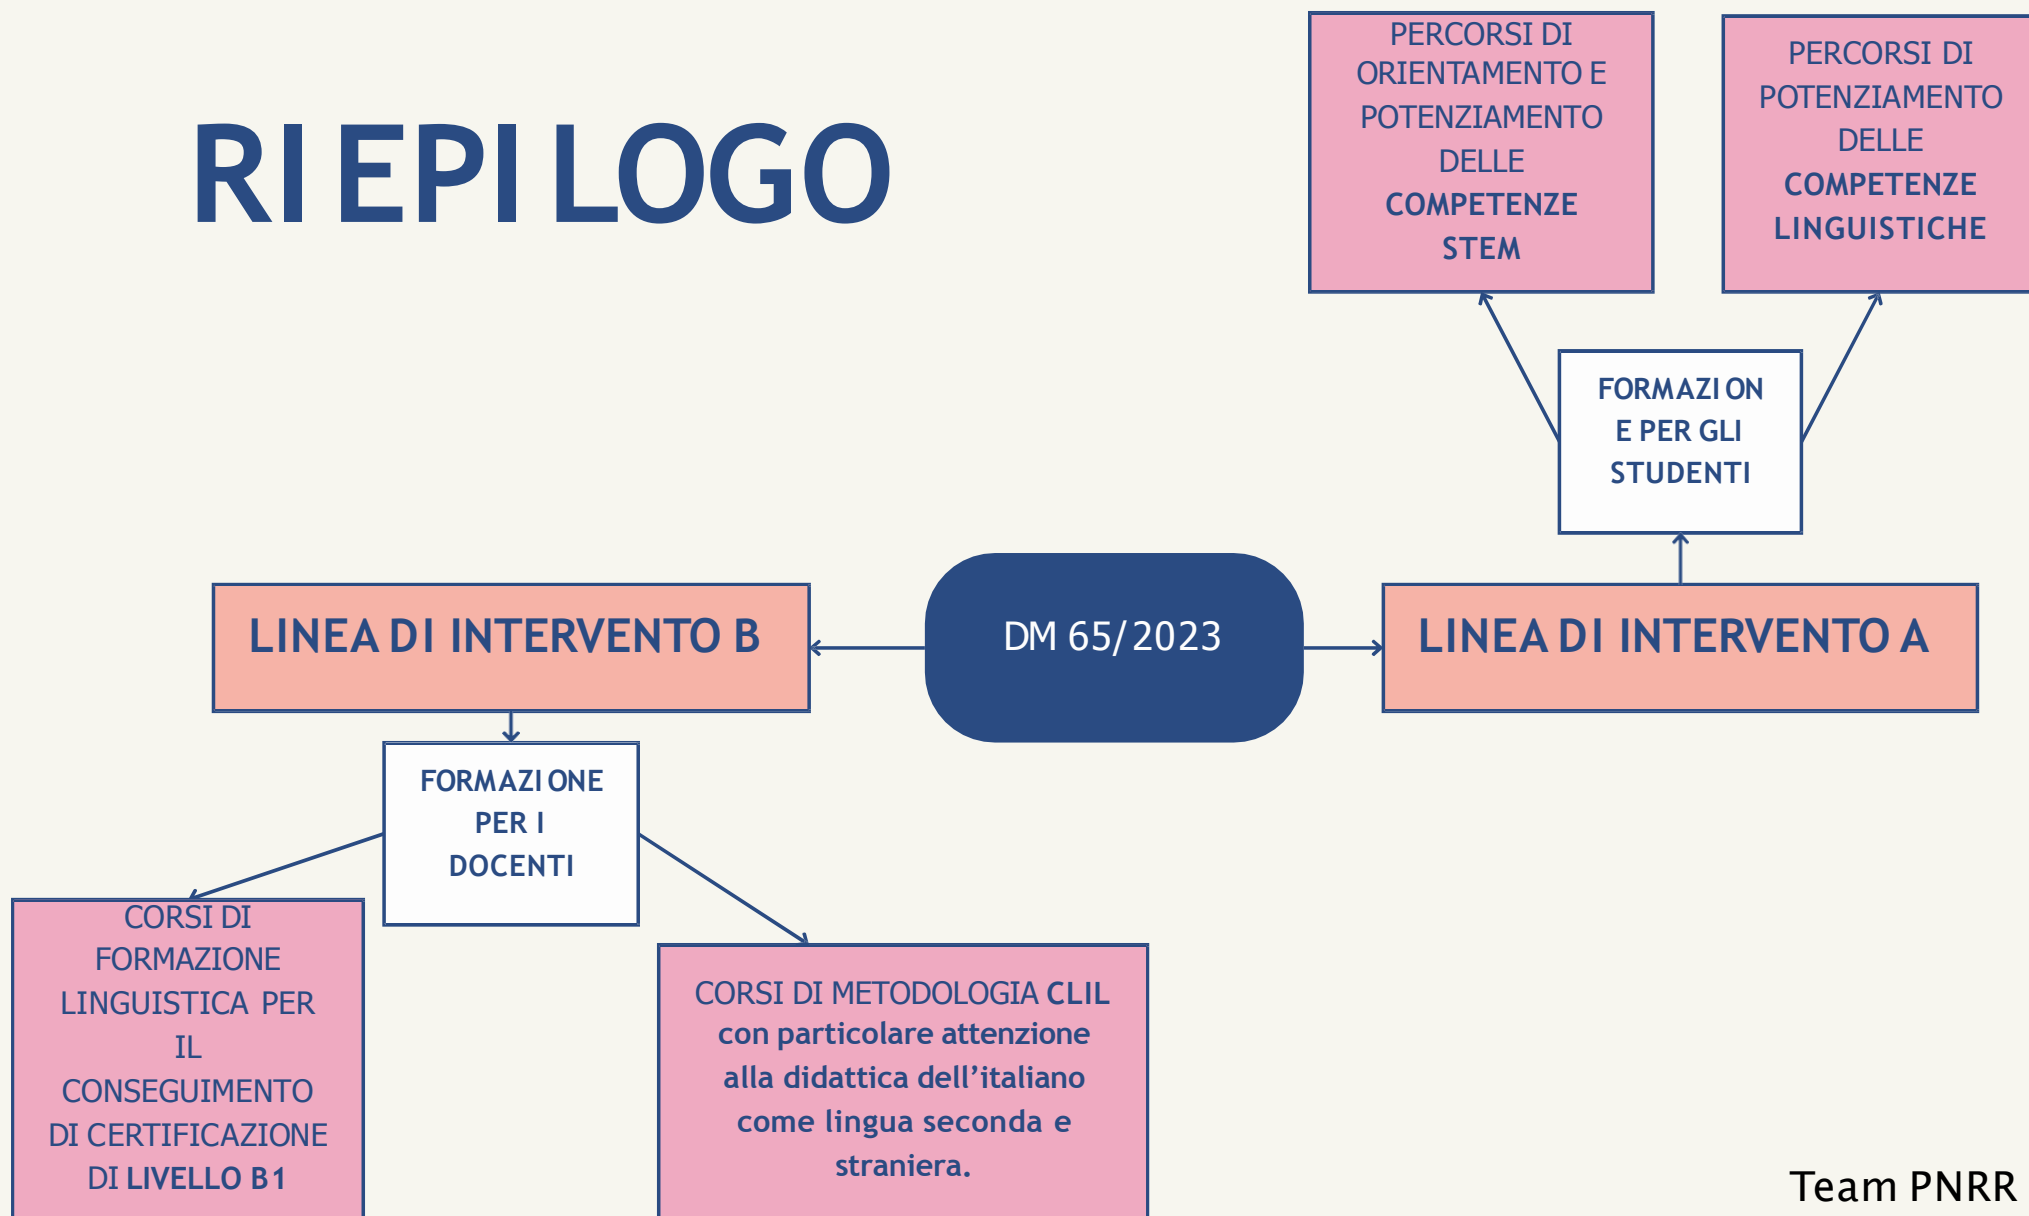 RIEPILOGO
PERCORSI DI
ORIENTAMENTO E
POTENZIAMENTO
DELLE
COMPETENZE
STEM
PERCORSI DI
POTENZIAMENTO
DELLE
COMPETENZE
LINGUISTICHE
FORMAZION
E PER GLI
STUDENTI
LINEA DI INTERVENTO B
DM 65/2023
LINEA DI INTERVENTO A
FORMAZIONE
PER I
DOCENTI
CORSI DI
FORMAZIONE
LINGUISTICA PER
IL
CONSEGUIMENTO
DI CERTIFICAZIONE
DI LIVELLO B1
CORSI DI METODOLOGIA CLIL
con particolare attenzione
alla didattica dell’italiano
come lingua seconda e
straniera.
Team PNRR